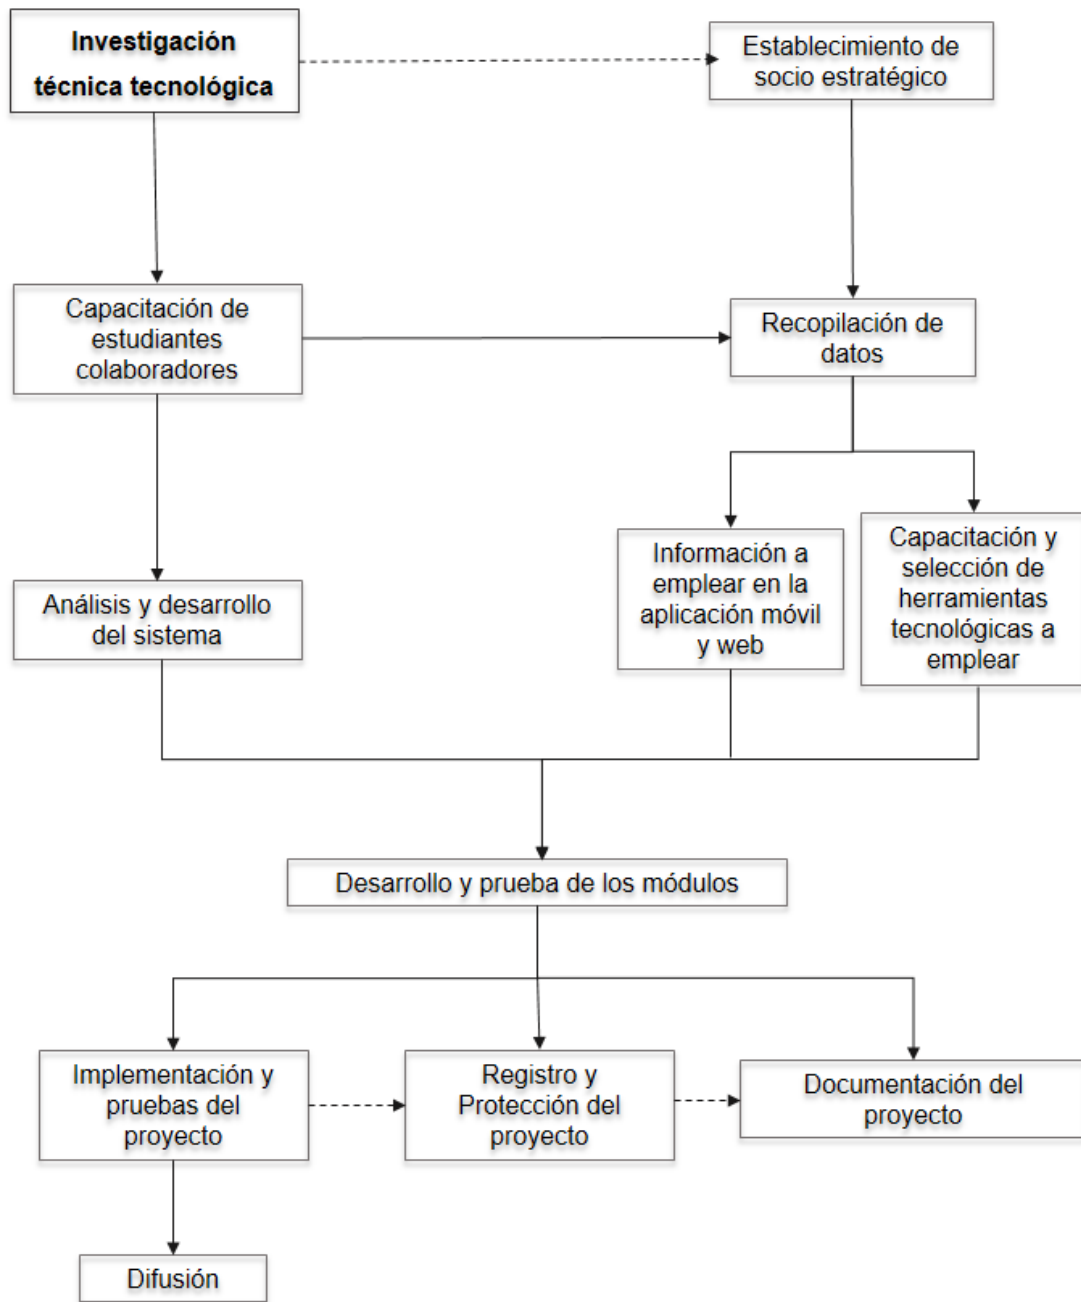 Investigación
técnica tecnológica
Establecimiento de
socio estratégico
Capacitación de
estudiantes
colaboradores
Recopilación de
datos
Información a
emplear en la
aplicación móvil
y web
Capacitación y
selección de
herramientas
tecnológicas a
emplear
Análisis y desarrollo
del sistema
Desarrollo y prueba de los módulos
Implementación y
pruebas del
proyecto
Registro y
Protección del
proyecto
Documentación del
proyecto
Difusión